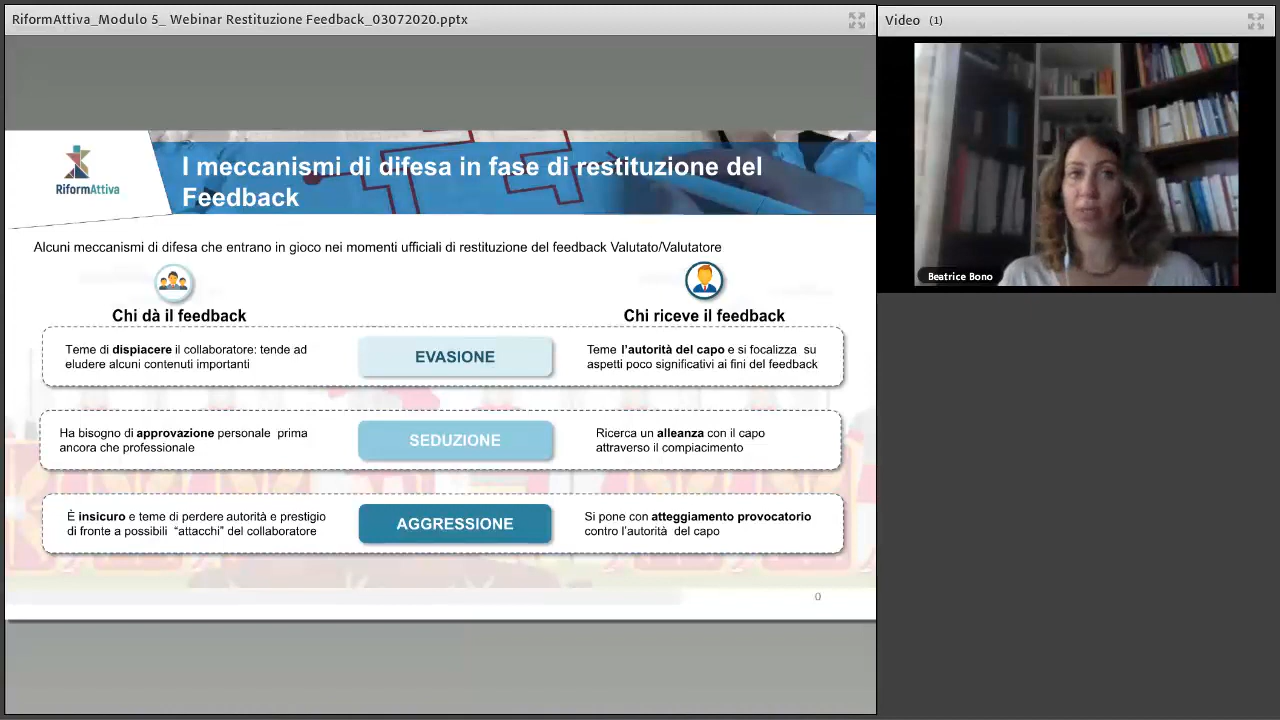 RiformAttiva_Modulo 5_ Webinar Restituzione Feedback_03072020.pptx
Video (1)
Beatrice Bono
RiformAttiva
I meccanismi di difesa in fase di restituzione del
Feedback
Alcuni meccanismi di difesa che entrano in gioco nei momenti ufficiali di restituzione del feedback Valutato/Valutatore
Chi dà il feedback
Chi riceve il feedback
Teme di dispiacere il collaboratore: tende ad
eludere alcuni contenuti importanti
EVASIONE
Teme l'autorità del capo e si focalizza su
aspetti poco significativi ai fini del feedback
Ha bisogno di approvazione personale prima
ancora che professionale
SEDUZIONE
Ricerca un alleanza con il capo
attraverso il compiacimento
È insicuro e teme di perdere autorità e prestigio
di fronte a possibili "attacchi" del collaboratore
AGGRESSIONE
Si pone con atteggiamento provocatorio
contro l'autorità del capo
0